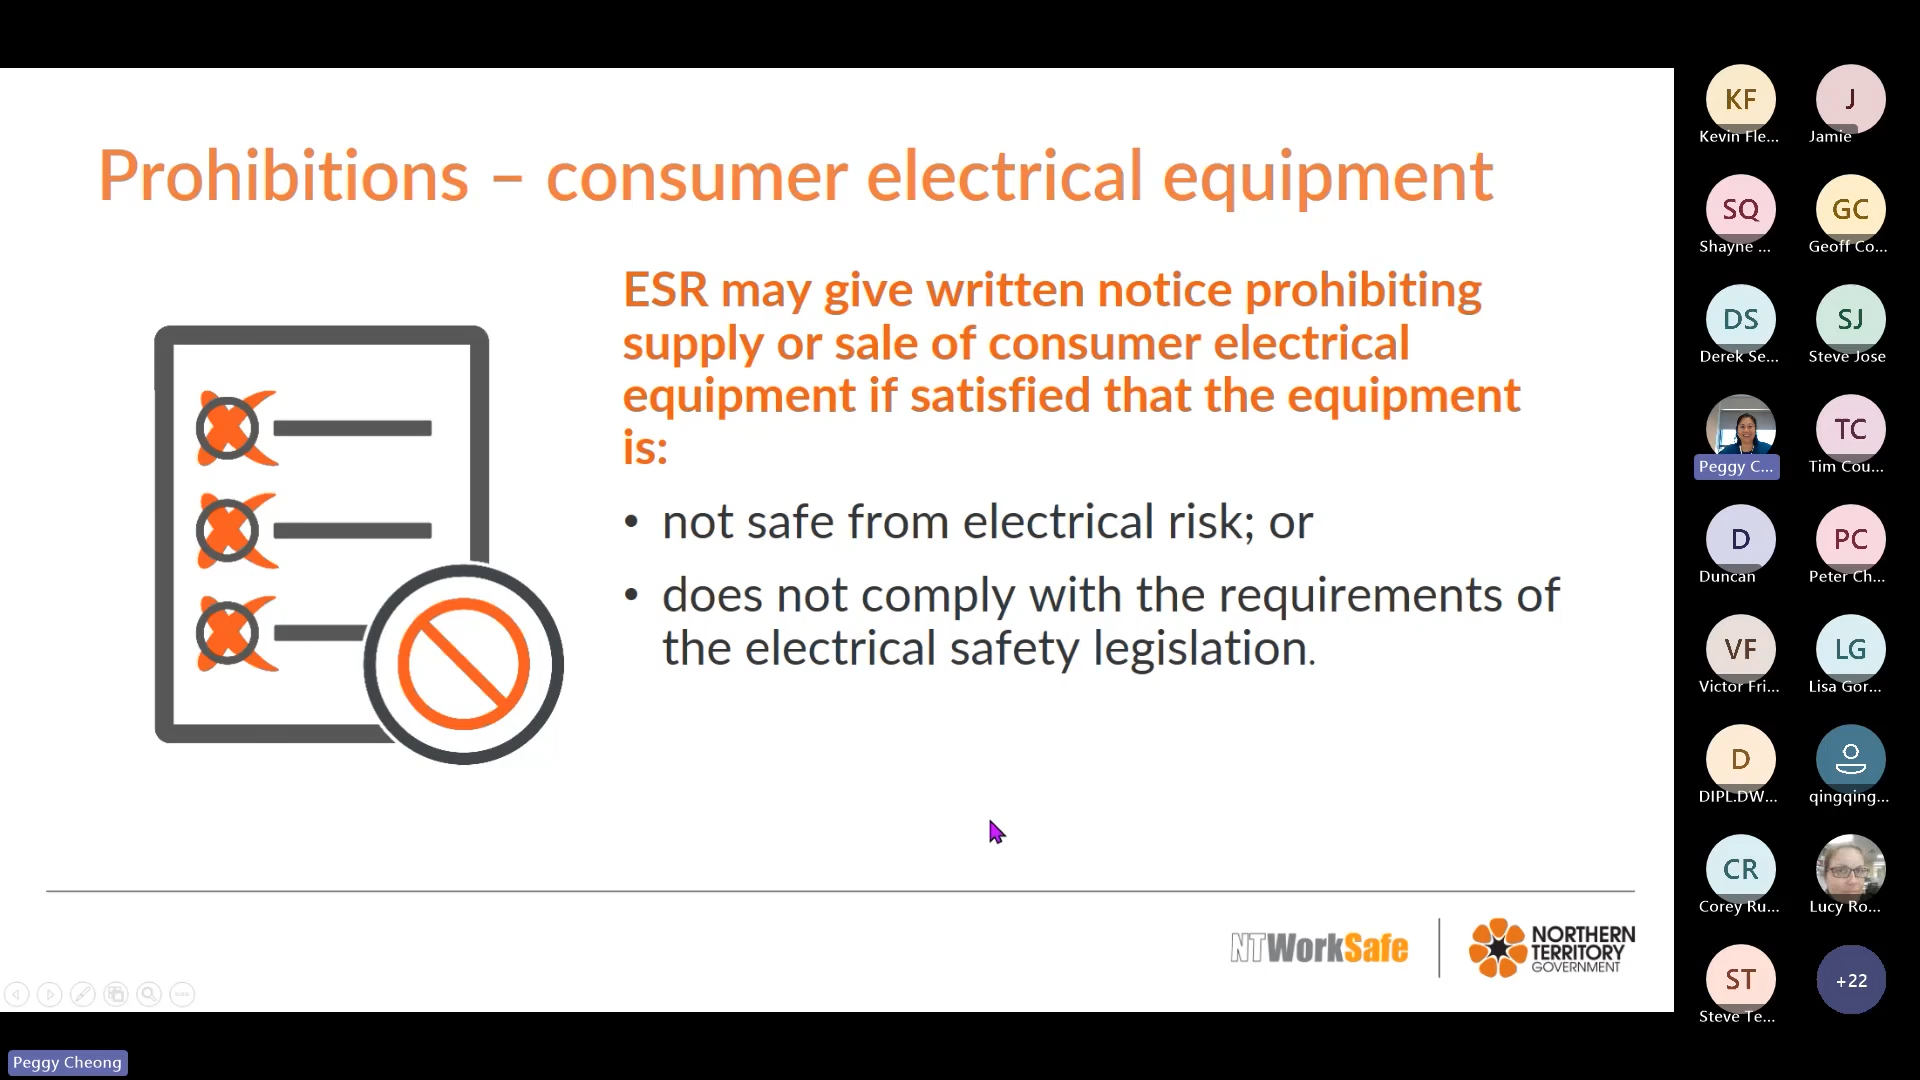 Prohibitions – consumer electrical equipment
ESR may give written notice prohibiting
supply or sale of consumer electrical
equipment if satisfied that the equipment
is:
• not safe from electrical risk; or
• does not comply with the requirements of
the electrical safety legislation.
NTWorkSafe
NORTHERN
TERRITORY
GOVERNMENT
Peggy Cheong
KF
Kevin Fle...
J
Jamie
SQ
Shayne ...
GC
Geoff Co...
DS
Derek Se...
SJ
Steve Jose
Peggy C...
TC
Tim Cou...
D
Duncan
PC
Peter Ch...
VF
Victor Fri...
LG
Lisa Gor...
D
DIPL.DW...
qingqing...
CR
Corey Ru...
Lucy Ro...
ST
Steve Te...
+22